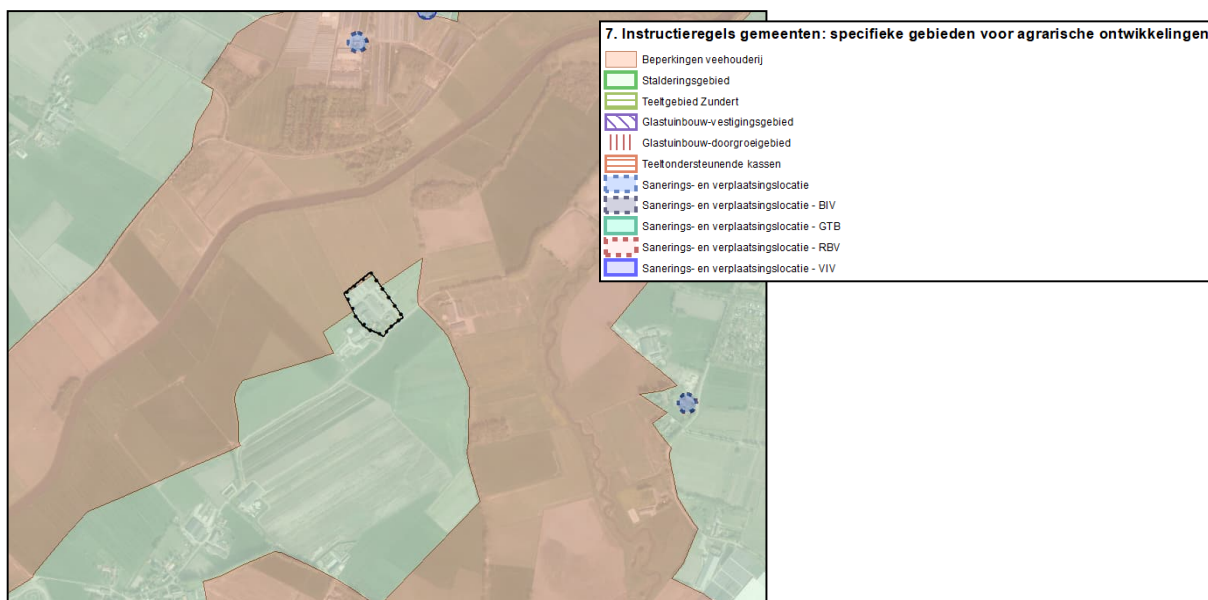 7. Instructieregels gemeenten: specifieke gebieden voor agrarische ontwikkelingen
Beperkingen veehouderij
Stalderingsgebied
Teeltgebied Zundert
Glastuinbouw-vestigingsgebied
Glastuinbouw-doorgroeigebied
Teeltondersteunende kassen
Sanerings- en verplaatsingslocatie
Sanerings- en verplaatsingslocatie - BIV
Sanerings- en verplaatsingslocatie - GTB
Sanerings- en verplaatsingslocatie - RBV
Sanerings- en verplaatsingslocatie - VIV